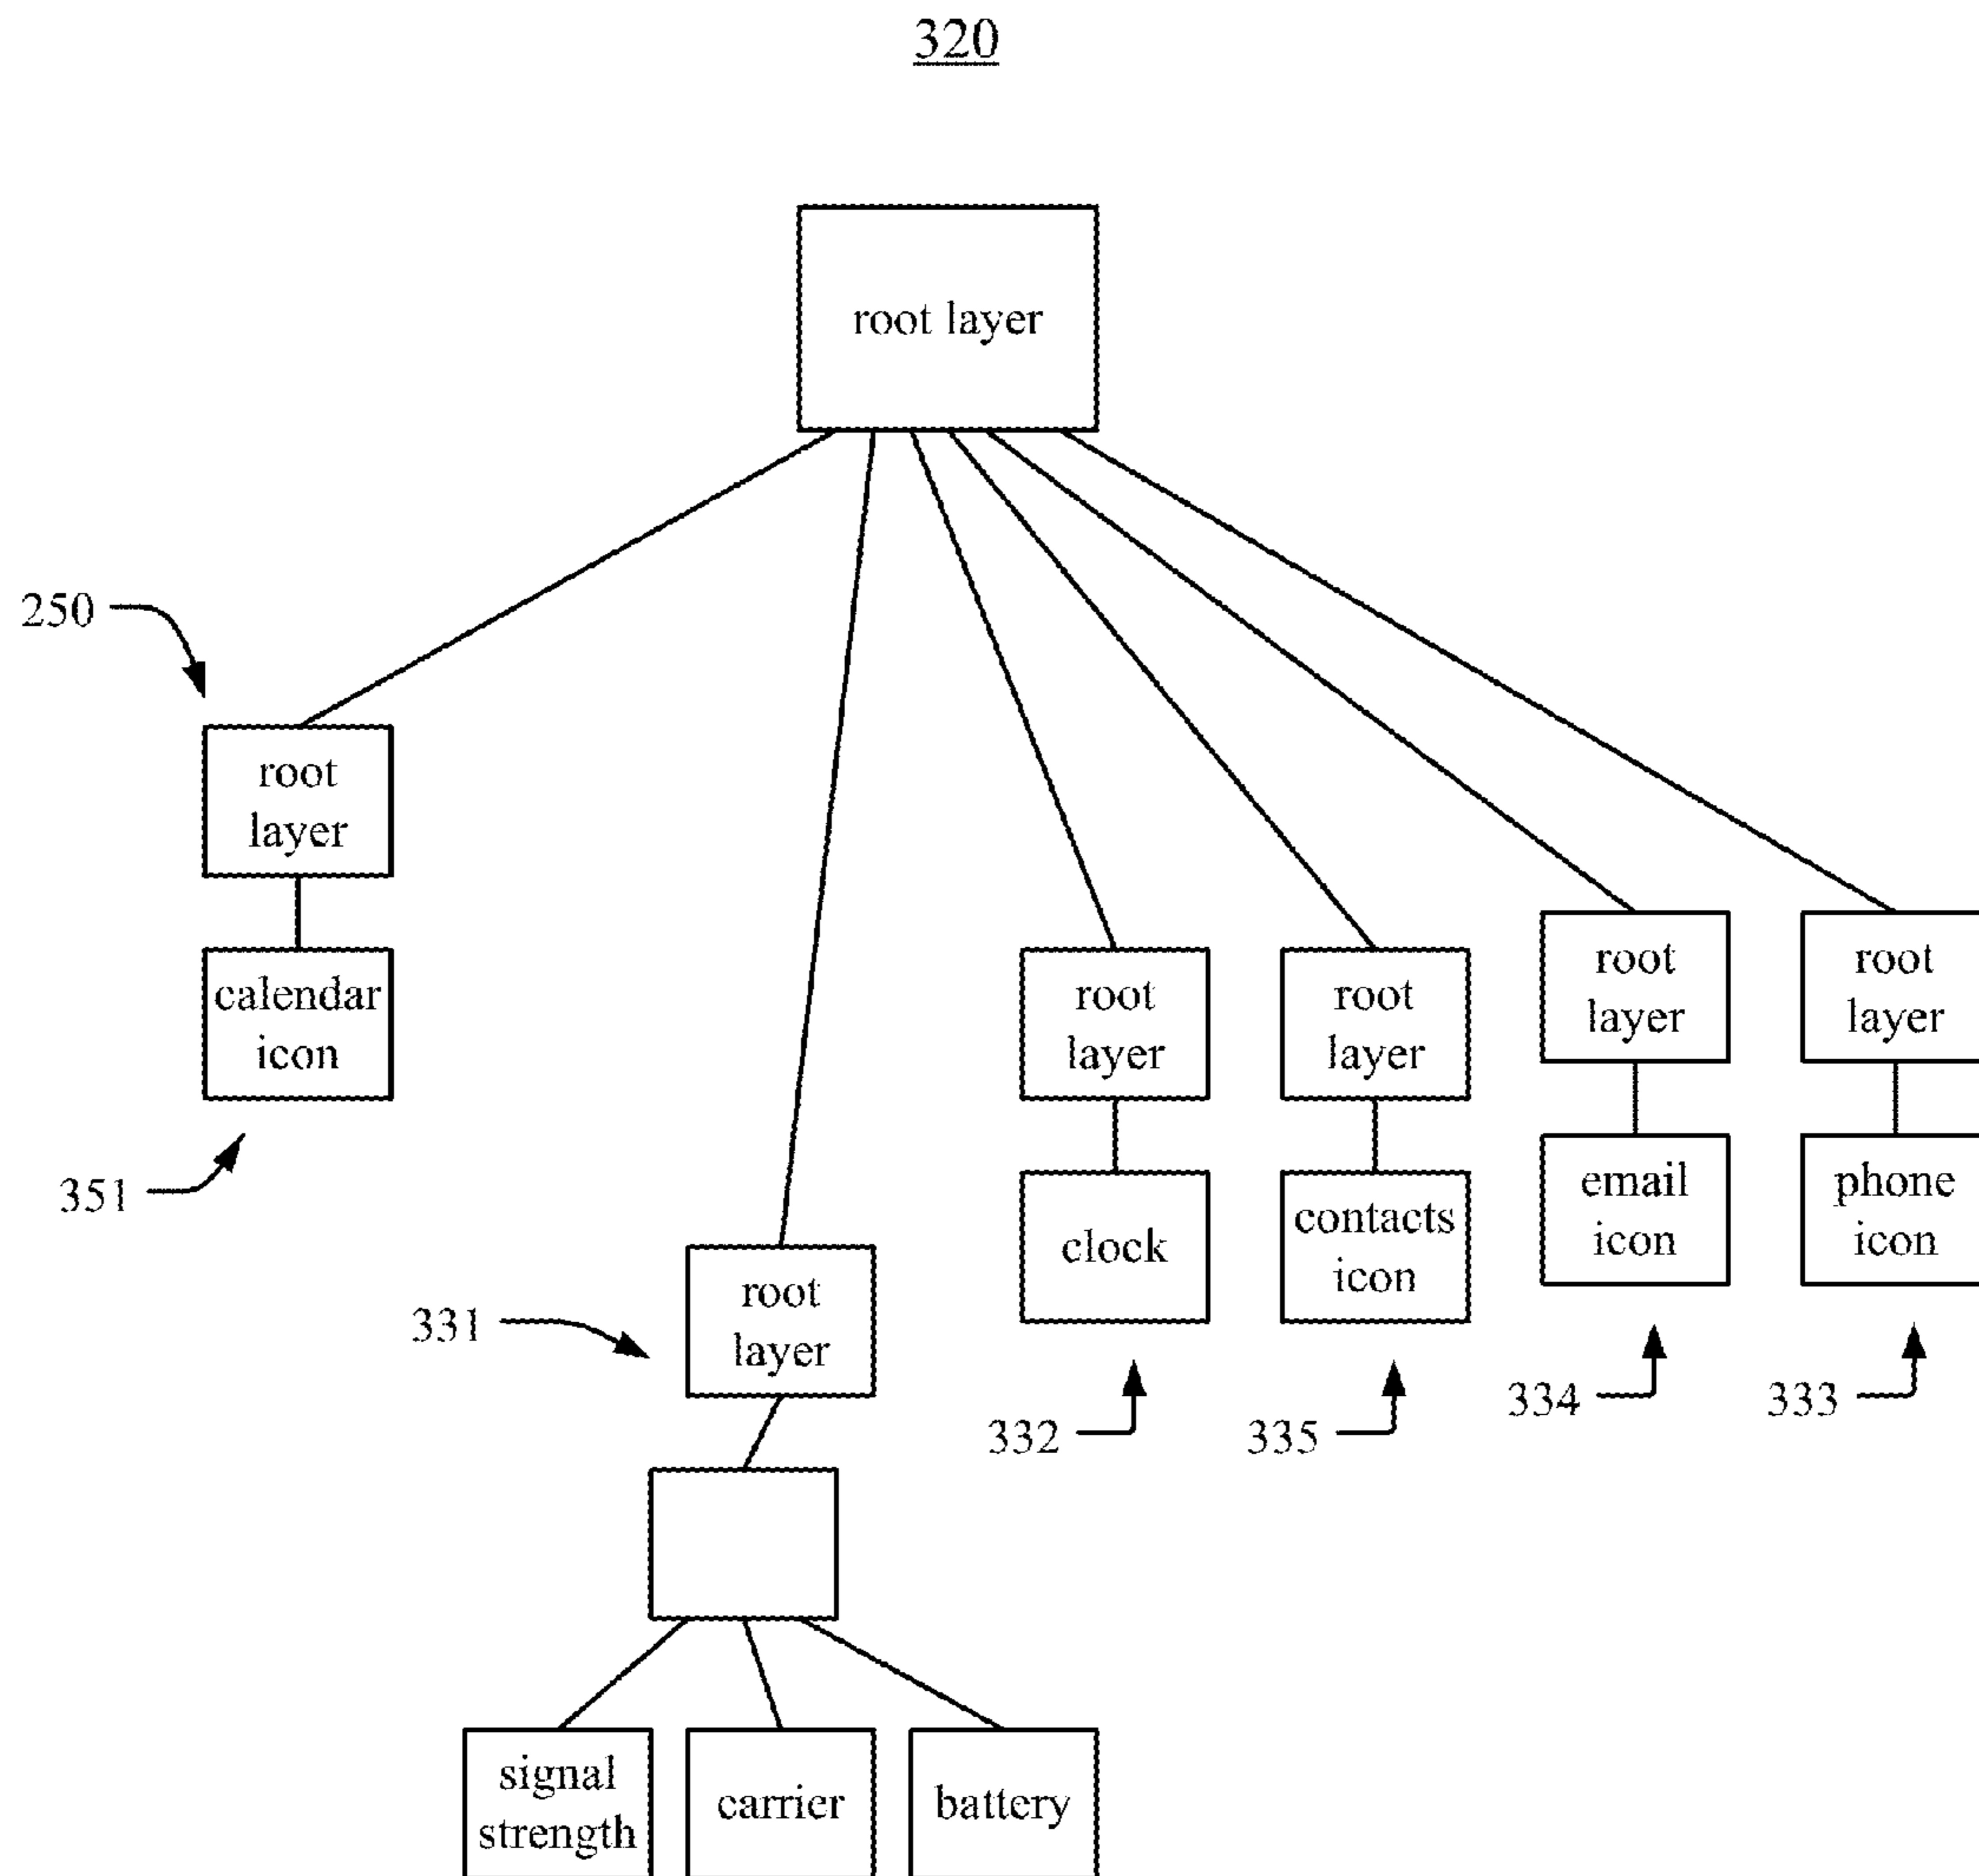 320
root layer
250
root
layer
calendar
icon
351
root
layer
root
layer
root
layer
root
layer
clock
contacts
icon
email
icon
phone
icon
331
root
layer
332
335
334
333
signal
strength
carrier
battery